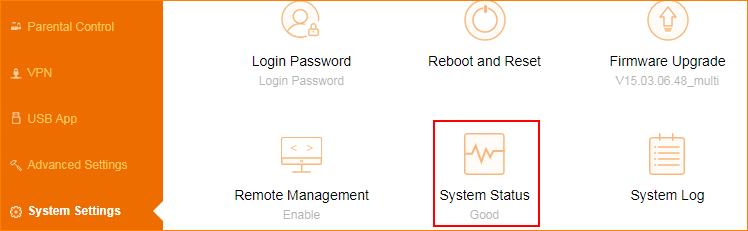 Parental Control
VPN
USB App
Advanced Settings
System Settings
Login Password
Login Password
Reboot and Reset
Firmware Upgrade
V15.03.06.48_multi
Remote Management
Enable
System Status
Good
System Log